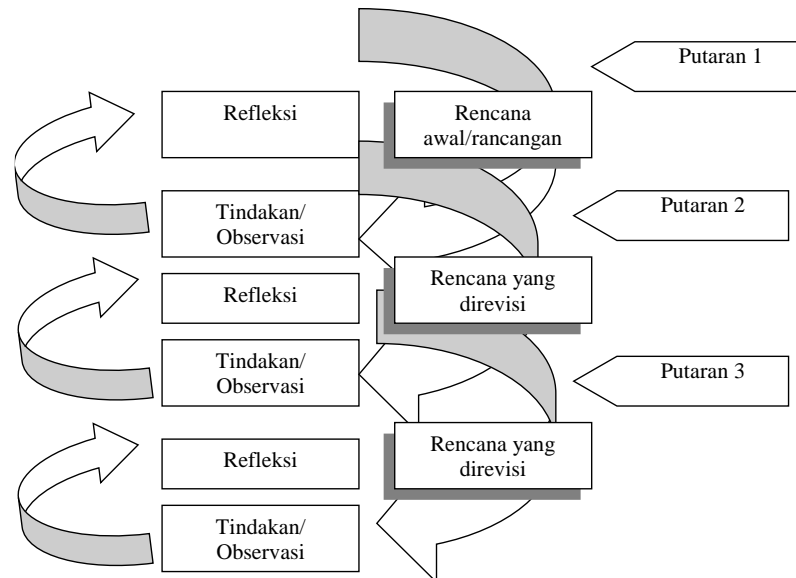 Putaran 1
Refleksi
Rencana
awal/rancangan
Tindakan/
Observasi
Putaran 2
Refleksi
Rencana yang
direvisi
Tindakan/
Observasi
Putaran 3
Refleksi
Rencana yang
direvisi
Tindakan/
Observasi